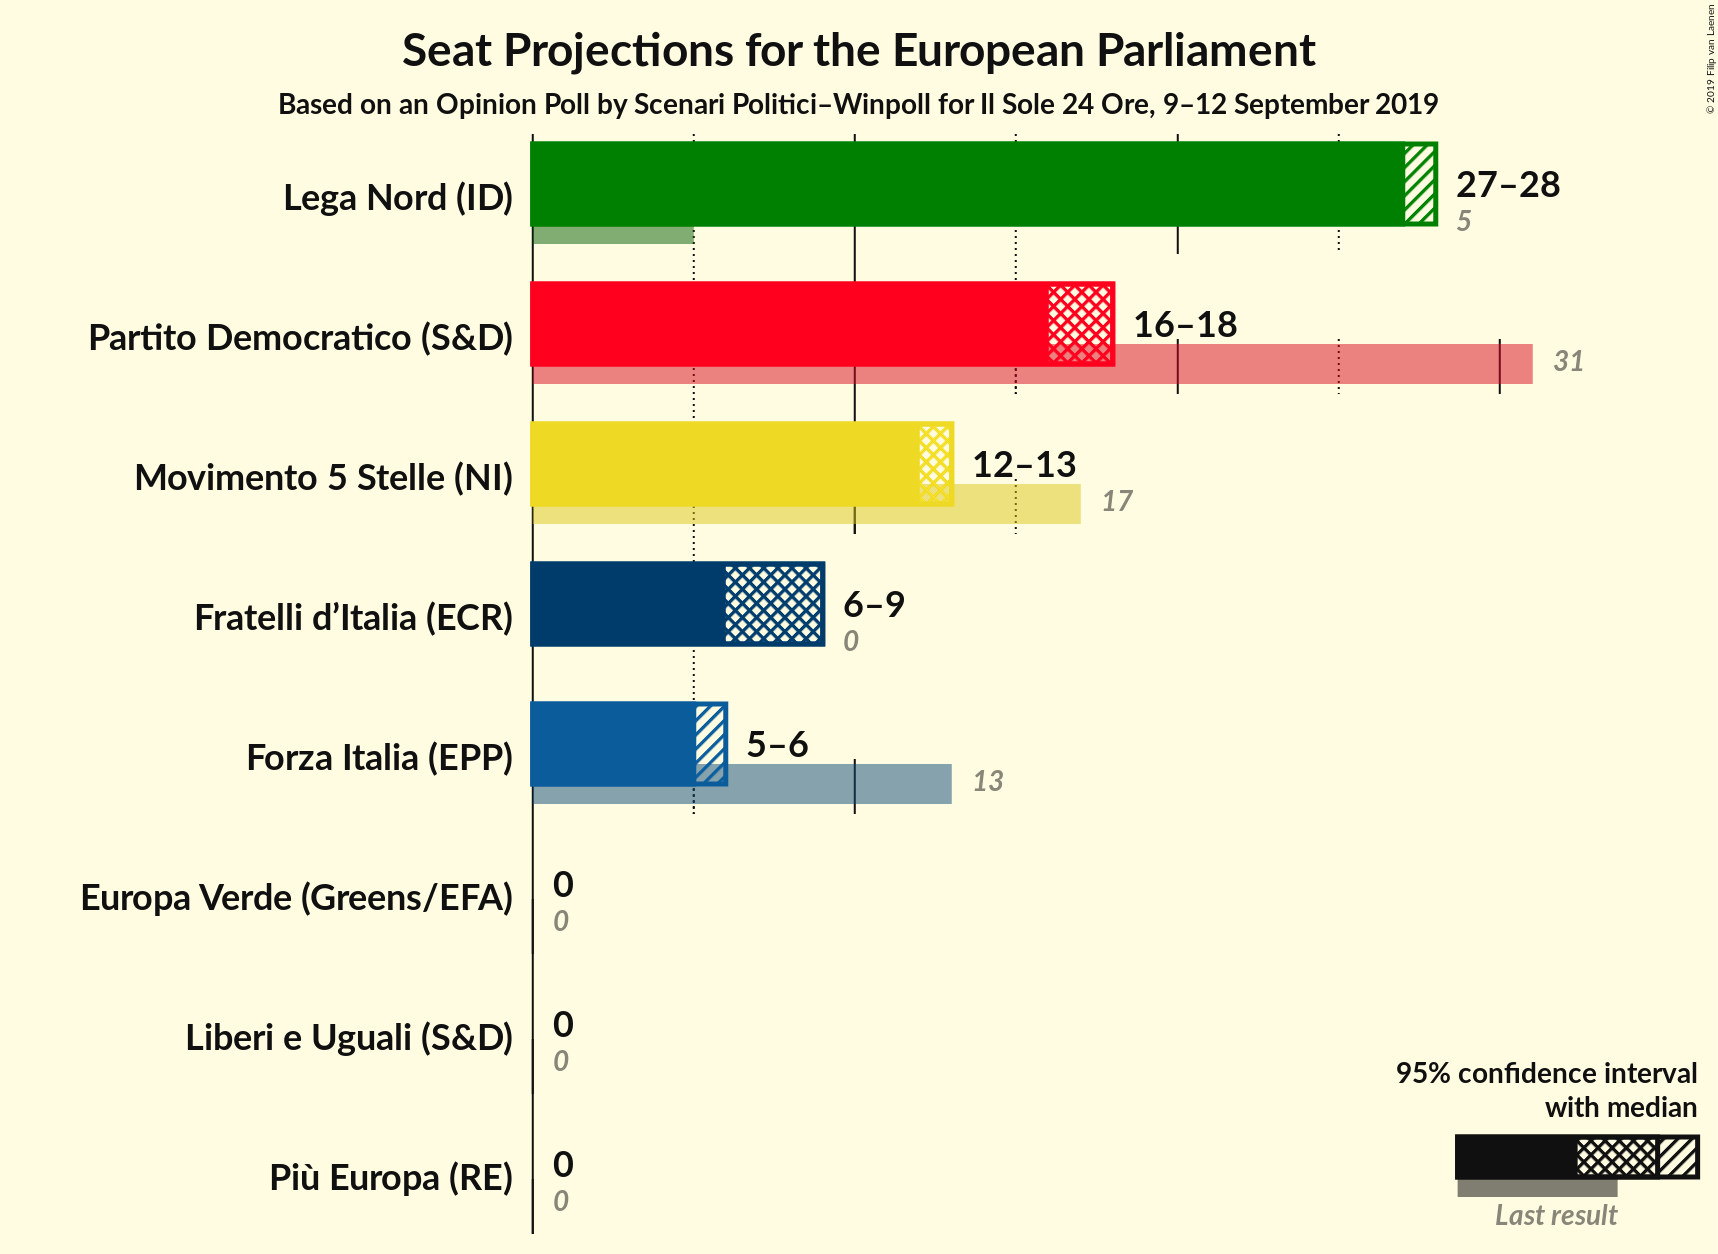 Seat Projections for the European Parliament
Based on an Opinion Poll by Scenari Politici–Winpoll for Il Sole 24 Ore, 9–12 September 2019
© 2019 Filip van Laenen
Lega Nord (ID)
27–28
5
Partito Democratico (S&D)
16–18
31
Movimento 5 Stelle (NI)
12–13
17
Fratelli d’Italia (ECR)
6–9
0
Forza Italia (EPP)
5–6
13
Europa Verde (Greens/EFA)
0
0
Liberi e Uguali (S&D)
0
0
Più Europa (RE)
0
0
95% confidence interval
with median
Last result